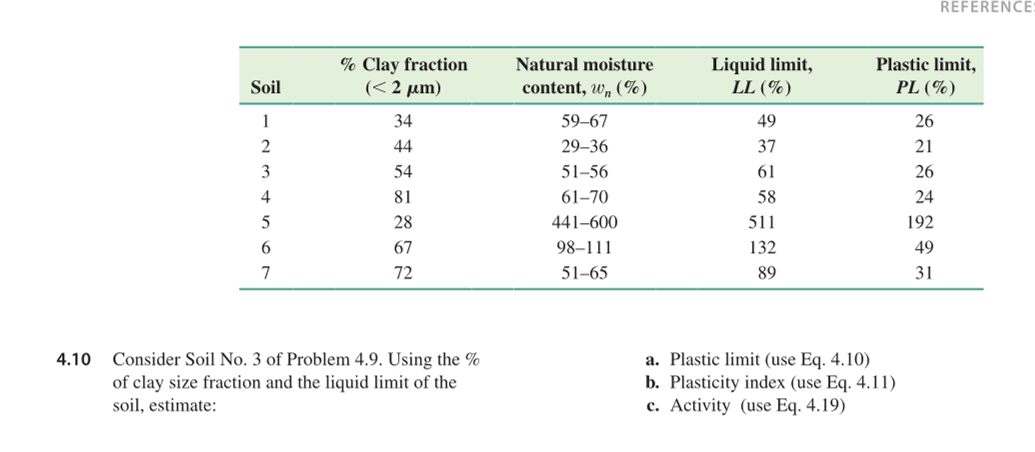 REFERENCE
% Clay fraction Natural moisture Liquid limit, Plastic limit,
Soil (< 2 μm) content, wₙ (%) LL (%) PL (%)
1 34 59–67 49 26
2 44 29–36 37 21
3 54 51–56 61 26
4 81 61–70 58 24
5 28 441–600 511 192
6 67 98–111 132 49
7 72 51–65 89 31
4.10 Consider Soil No. 3 of Problem 4.9. Using the %
of clay size fraction and the liquid limit of the
soil, estimate:
a. Plastic limit (use Eq. 4.10)
b. Plasticity index (use Eq. 4.11)
c. Activity (use Eq. 4.19)